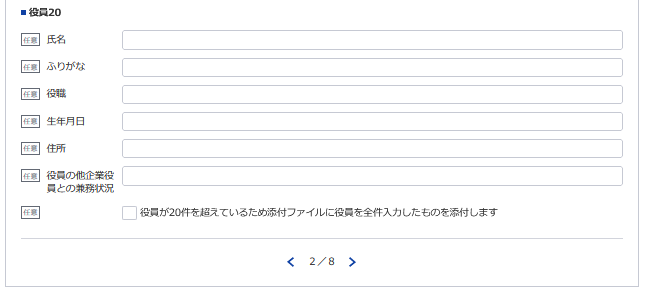 役員20
任意 氏名
任意 ふりがな
任意 役職
任意 生年月日
任意 住所
任意 役員の他企業役
員との兼務状況
任意 役員が20件を超えているため添付ファイルに役員を全件入力したものを添付します
2／8